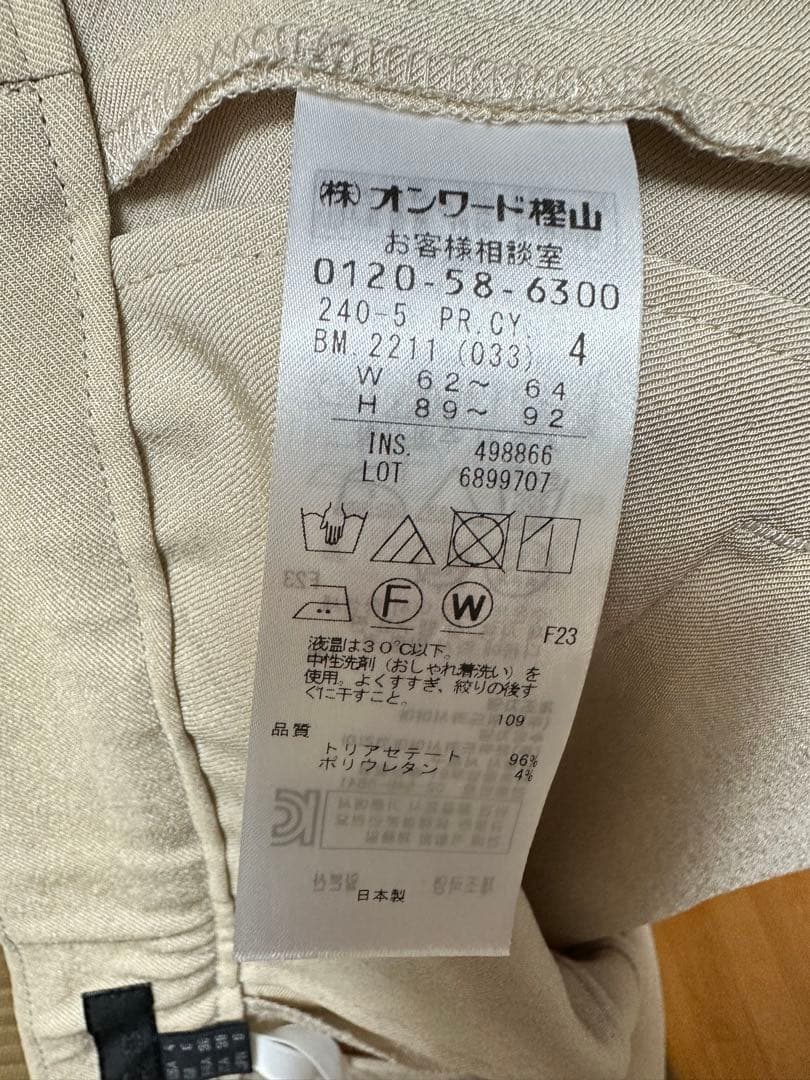 (株)オンワード樫山
お客様相談室
0120-58-6300
240-5 PR.CY.
BM.2211 (033) 4
W 62～ 64
H 89～ 92
INS. 498866
LOT 6899707
F W
F23
液温は30℃以下。
中性洗剤（おしゃれ着洗い）を
使用。よくすすぎ、絞りの後す
ぐに干すこと。
109
品質
トリアセテート 96%
ポリウレタン 4%
日本製